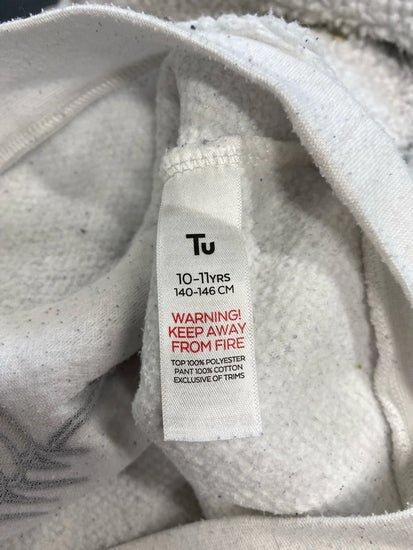 Tu
10-11YRS
140-146 CM
WARNING!
KEEP AWAY
FROM FIRE
TOP 100% POLYESTER
PANT 100% COTTON
EXCLUSIVE OF TRIMS